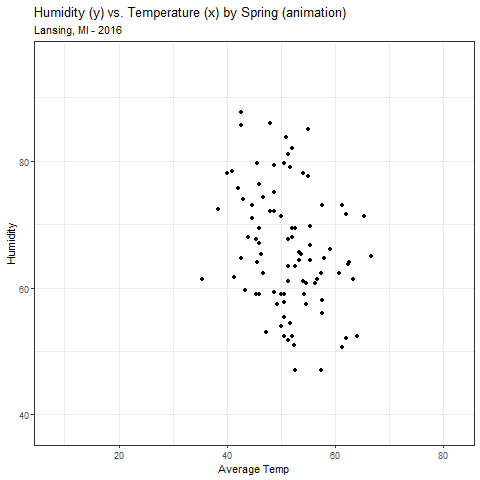 Humidity (y) vs. Temperature (x) by Spring (animation)
Lansing, MI - 2016
Humidity
80
60
40
20 40 60 80
Average Temp